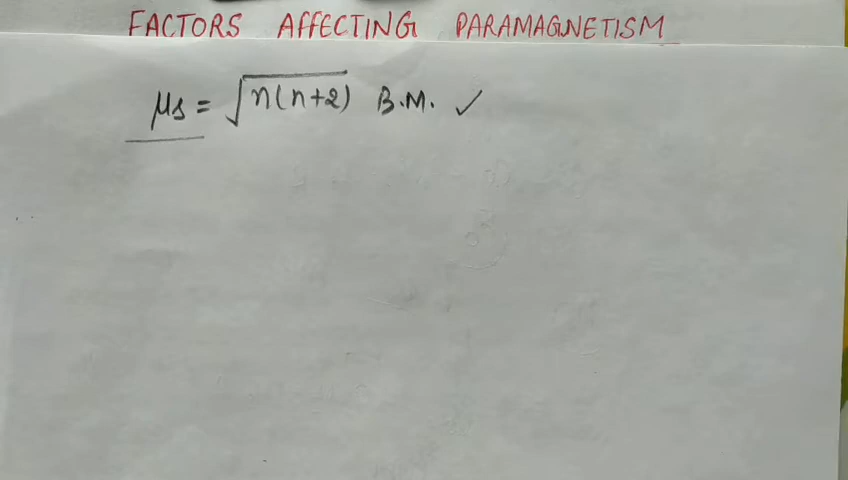 FACTORS AFFECTING PARAMAGNETISM
μs = √n(n+2) B.M. ✓